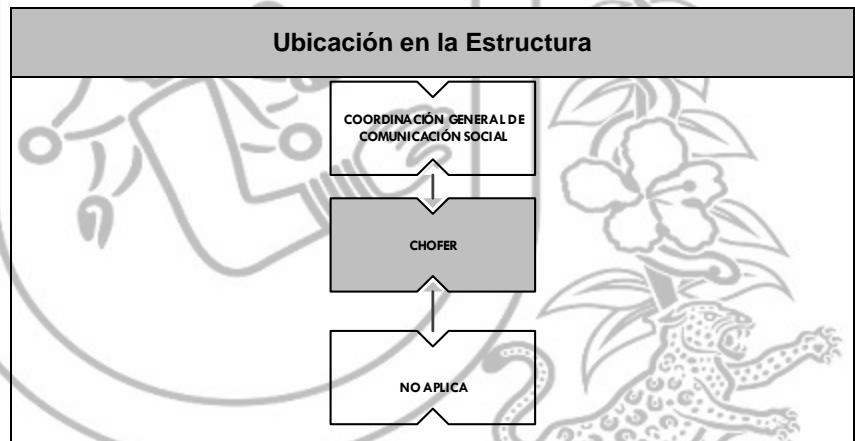 Ubicación en la Estructura
COORDINACIÓN GENERAL DE
COMUNICACIÓN SOCIAL
CHOFER
NO APLICA